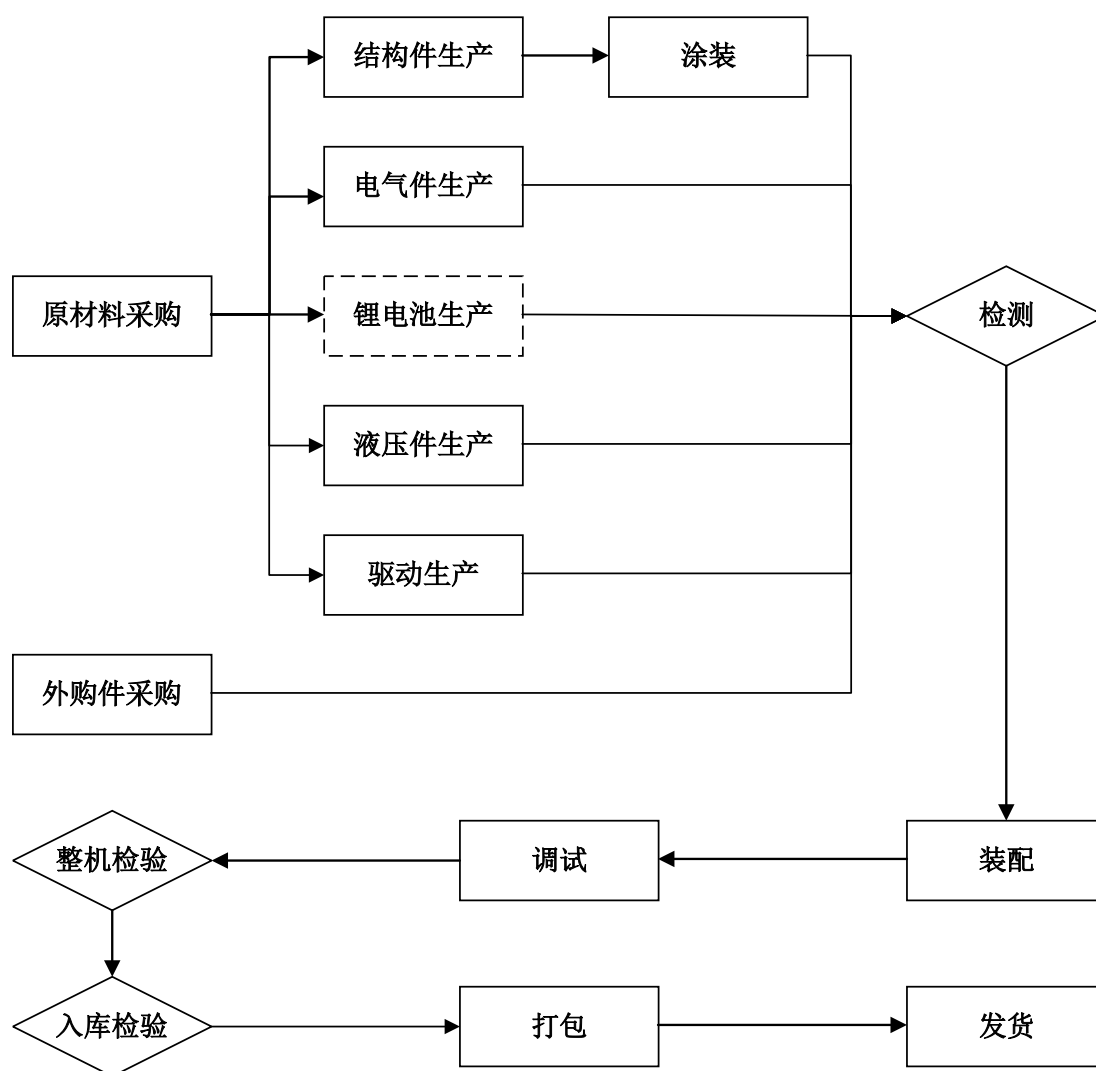 结构件生产
涂装
电气件生产
原材料采购
锂电池生产
检测
液压件生产
驱动生产
外购件采购
整机检验
调试
装配
入库检验
打包
发货